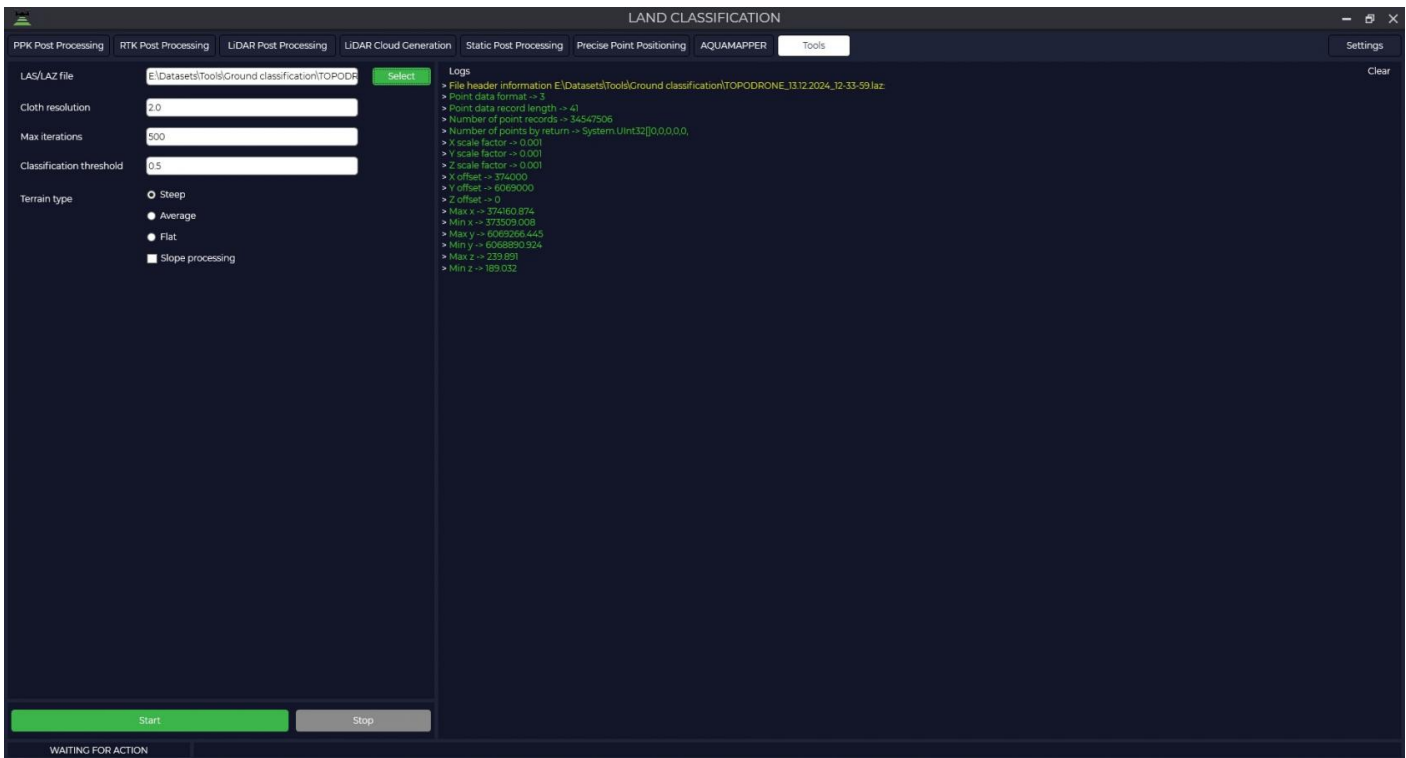 LAND CLASSIFICATION
PPK Post Processing RTK Post Processing LiDAR Post Processing LiDAR Cloud Generation Static Post Processing Precise Point Positioning AQUAMAPPER Tools Settings
LAS/LAZ file E:\Datasets\Tools\Ground classification\TOPODR Select
Cloth resolution 2.0
Max iterations 500
Classification threshold 0.5
Terrain type Steep
Average
Flat
Slope processing
Start Stop
WAITING FOR ACTION
Logs Clear
> File header information E:\Datasets\Tools\Ground classification\TOPODRONE_13.12.2024_12-33-59.laz:
> Point data format -> 3
> Point data record length -> 41
> Number of point records -> 34547506
> Number of points by return -> System.UInt32[]0,0,0,0,0,
> X scale factor -> 0.001
> Y scale factor -> 0.001
> Z scale factor -> 0.001
> X offset -> 374000
> Y offset -> 6069000
> Z offset -> 0
> Max x -> 374160.874
> Min x -> 373509.008
> Max y -> 6069266.445
> Min y -> 6068890.924
> Max z -> 239.891
> Min z -> 189.032